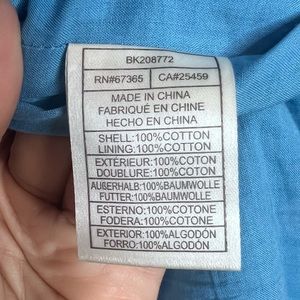 BK208772
RN#67365 CA#25459
MADE IN CHINA
FABRIQUÉ EN CHINE
HECHO EN CHINA
SHELL:100%COTTON
LINING:100%COTTON
EXTÉRIEUR:100%COTON
DOUBLURE:100%COTON
AUßERHALB:100%BAUMWOLLE
FUTTER:100%BAUMWOLLE
ESTERNO:100%COTONE
FODERA:100%COTONE
EXTERIOR:100%ALGODÓN
FORRO:100%ALGODÓN